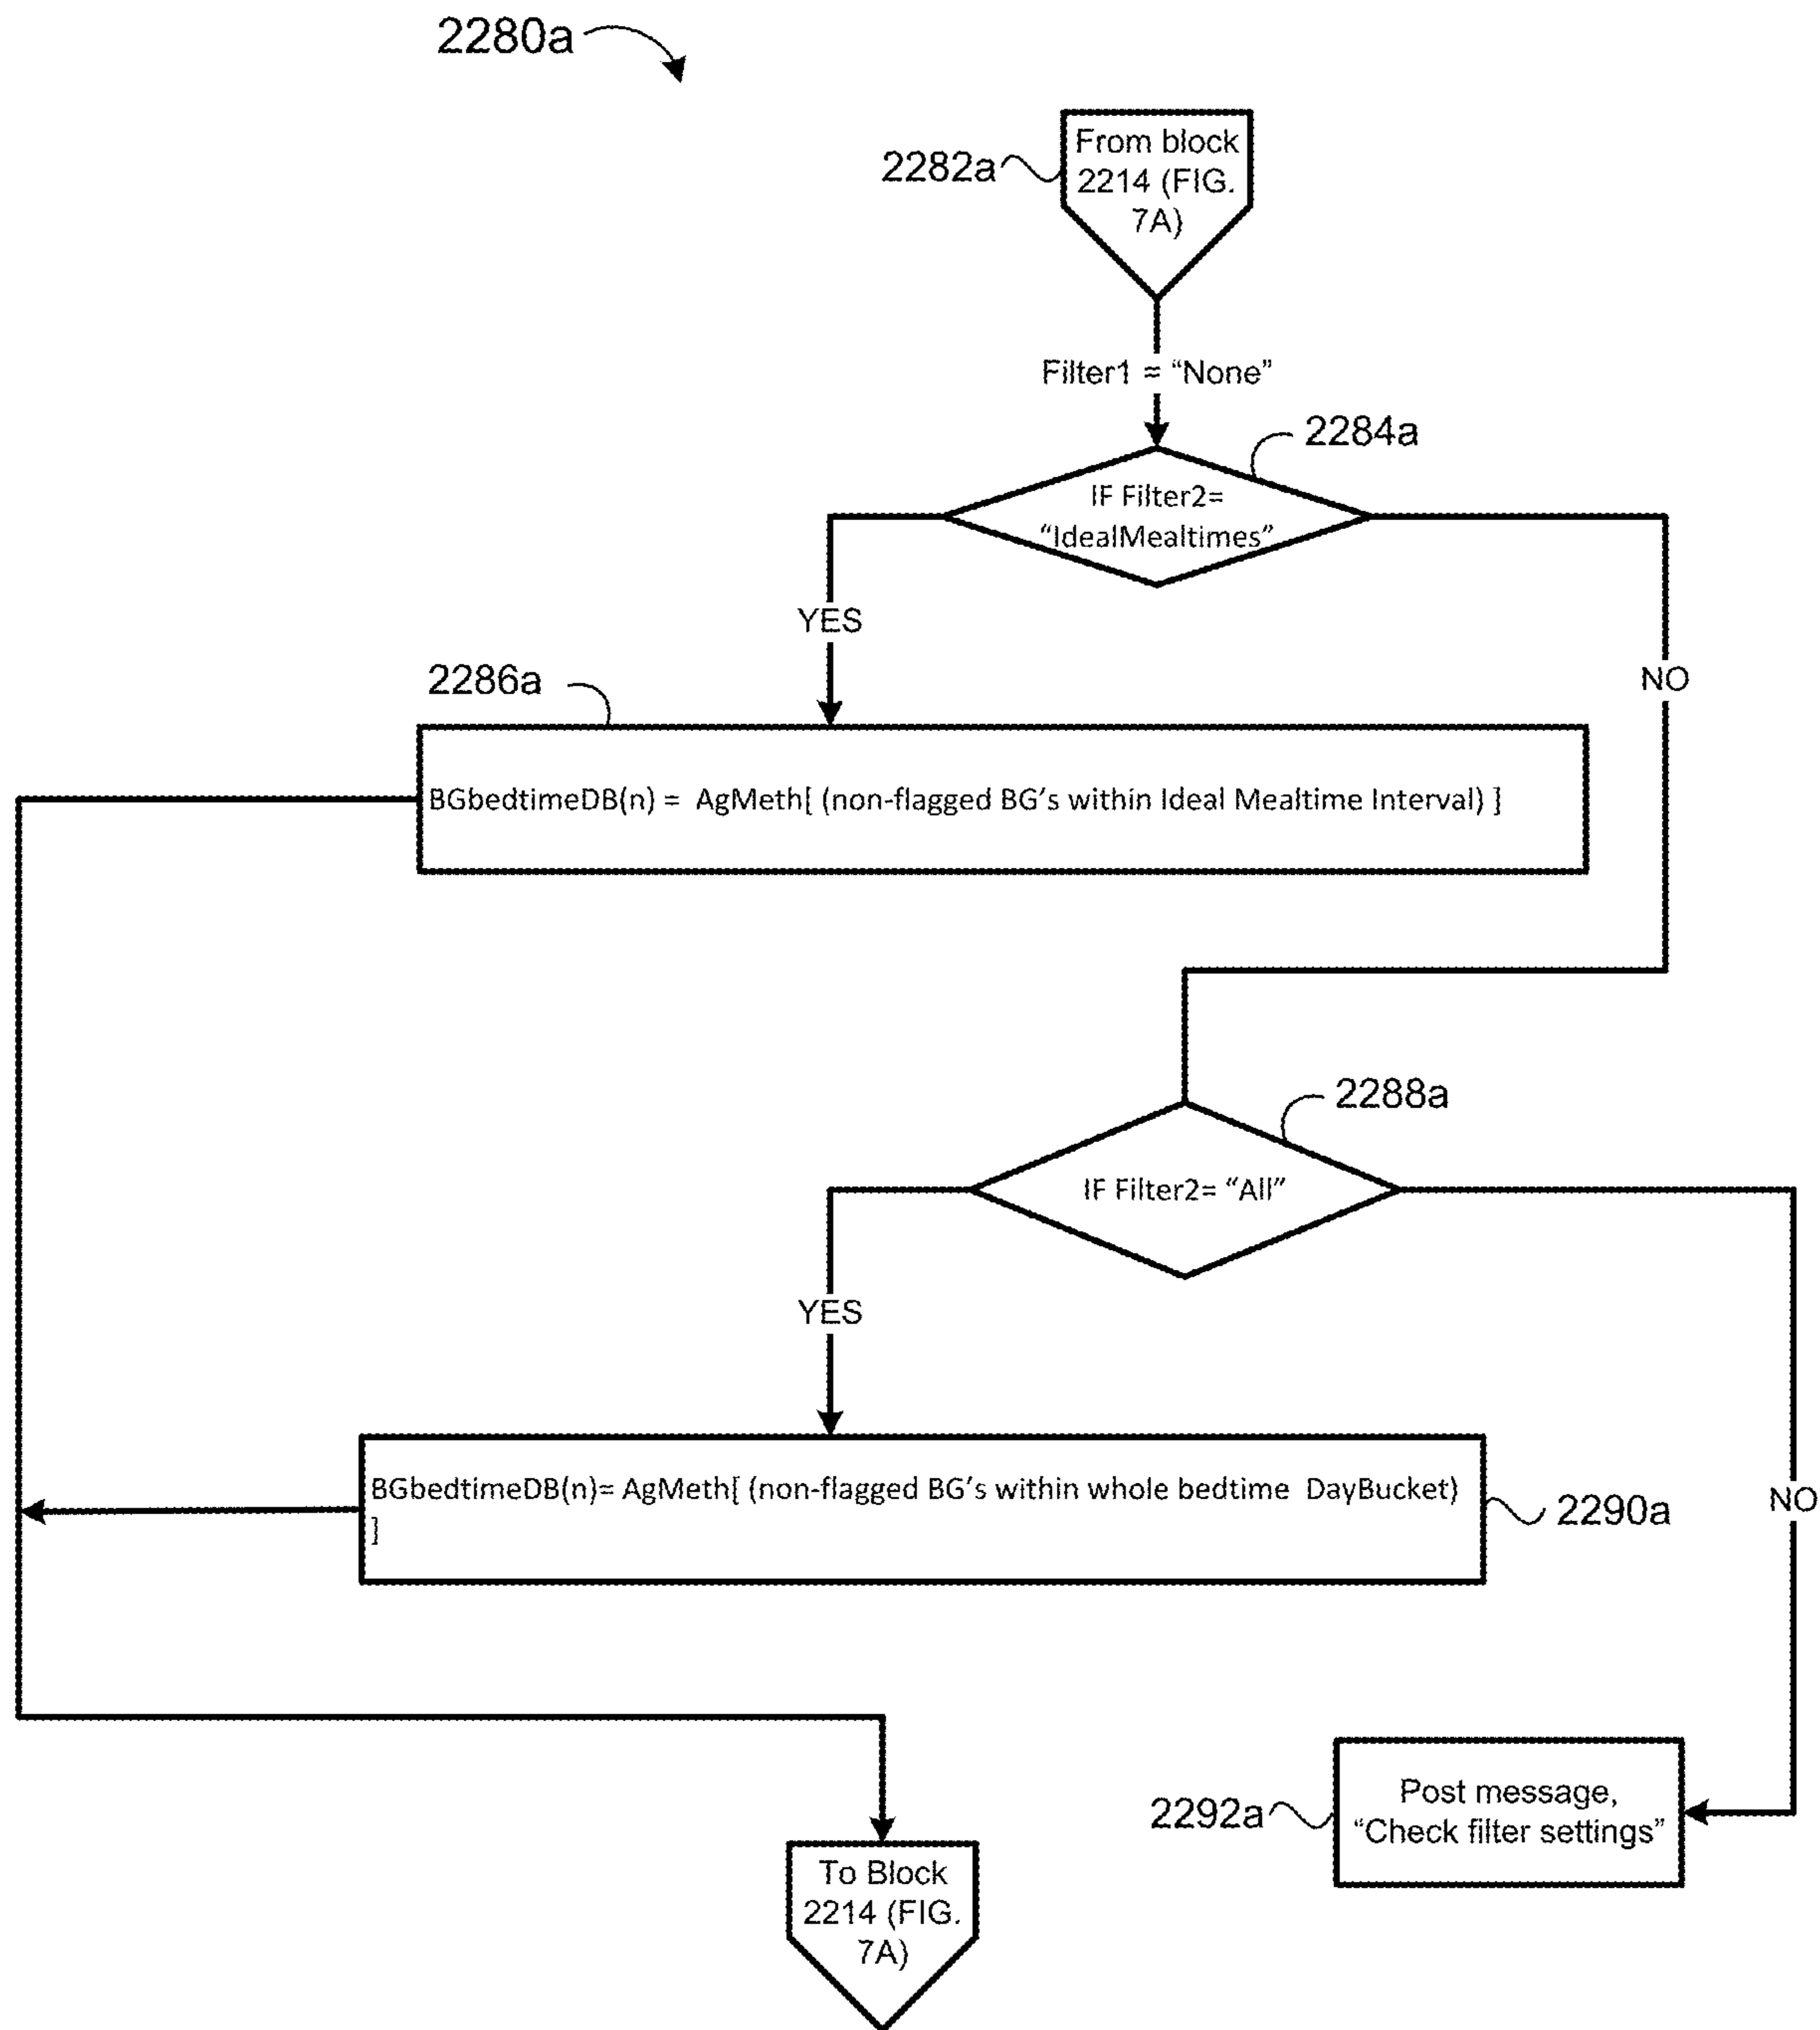 2280a
From block
2282a
2214 (FIG.
7A)
Filter1 = “None”
2284a
IF Filter2=
“IdealMealtimes”
YES
NO
2286a
BGbedtimeDB(n) = AgMeth[ (non-flagged BG’s within Ideal Mealtime Interval) ]
2288a
IF Filter2= “All”
YES
NO
BGbedtimeDB(n)= AgMeth[ (non-flagged BG’s within whole bedtime DayBucket)
]
2290a
Post message,
“Check filter settings”
2292a
To Block
2214 (FIG.
7A)